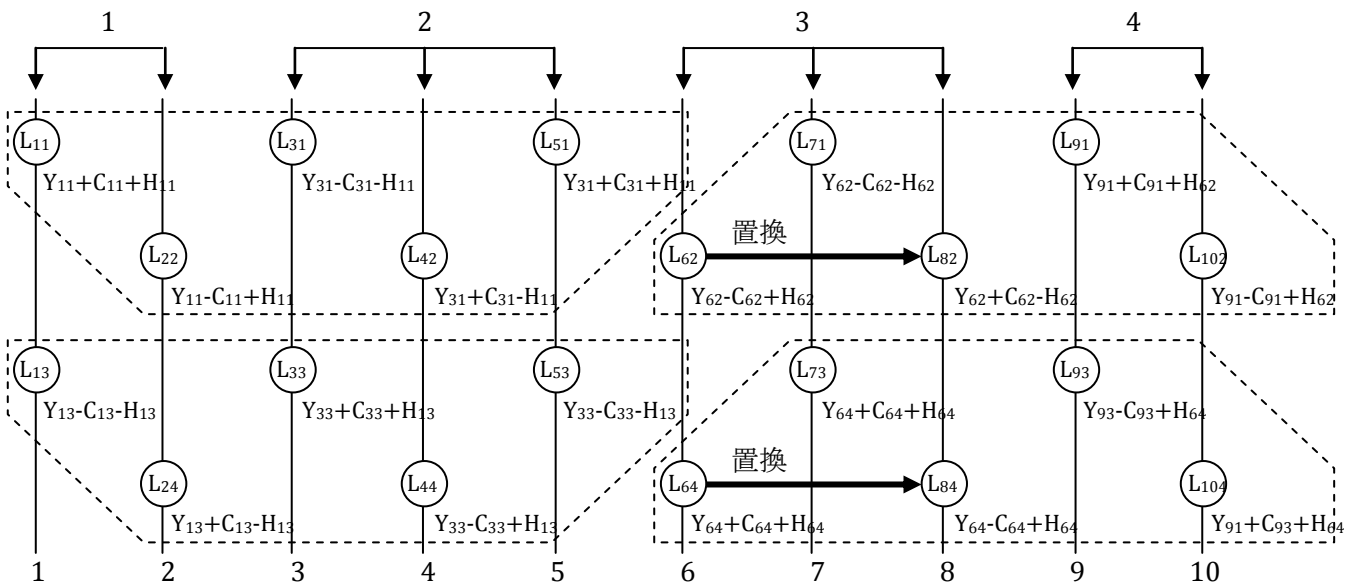 1 2 3 4
L11 L31 L51 L71 L91
Y11+C11+H11 Y31-C31-H11 Y31+C31+H11 Y62-C62-H62 Y91+C91+H62
置換
L22 L42 L62 L82 L102
Y11-C11+H11 Y31+C31-H11 Y62-C62+H62 Y62+C62-H62 Y91-C91+H62
L13 L33 L53 L73 L93
Y13-C13-H13 Y33+C33+H13 Y33-C33-H13 Y64+C64+H64 Y93-C93+H64
置換
L24 L44 L64 L84 L104
Y13+C13-H13 Y33-C33+H13 Y64+C64+H64 Y64-C64+H64 Y91+C93+H64
1 2 3 4 5 6 7 8 9 10